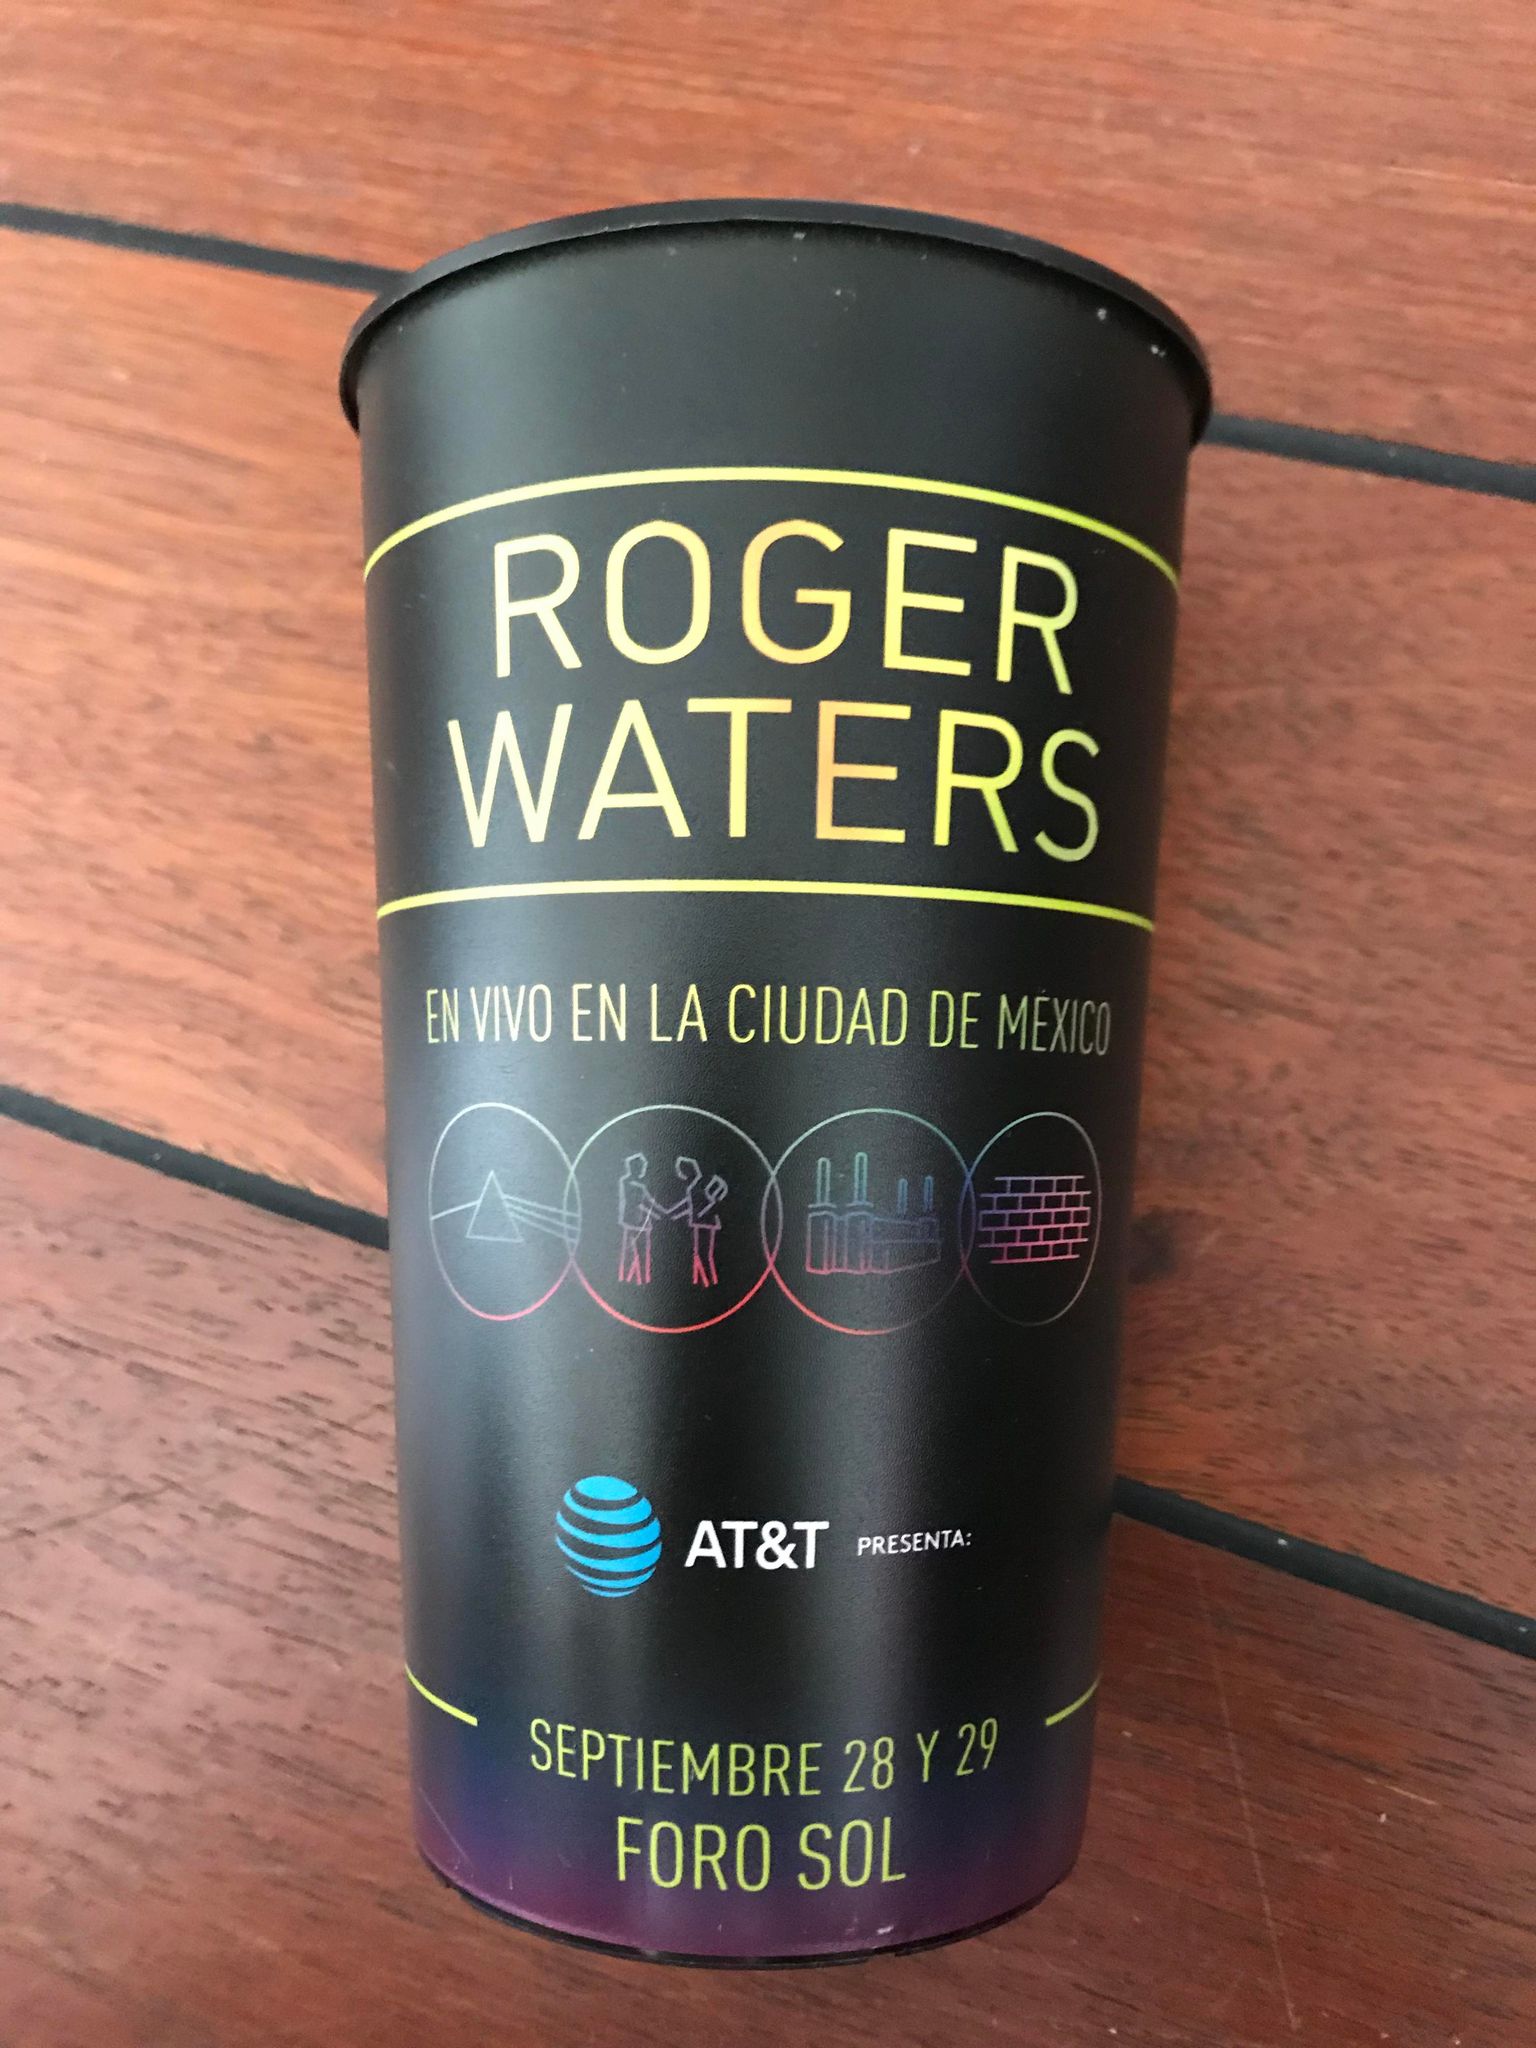 ROGER
WATERS
EN VIVO EN LA CIUDAD DE MÉXICO
AT&T PRESENTA:
SEPTIEMBRE 28 Y 29
FORO SOL